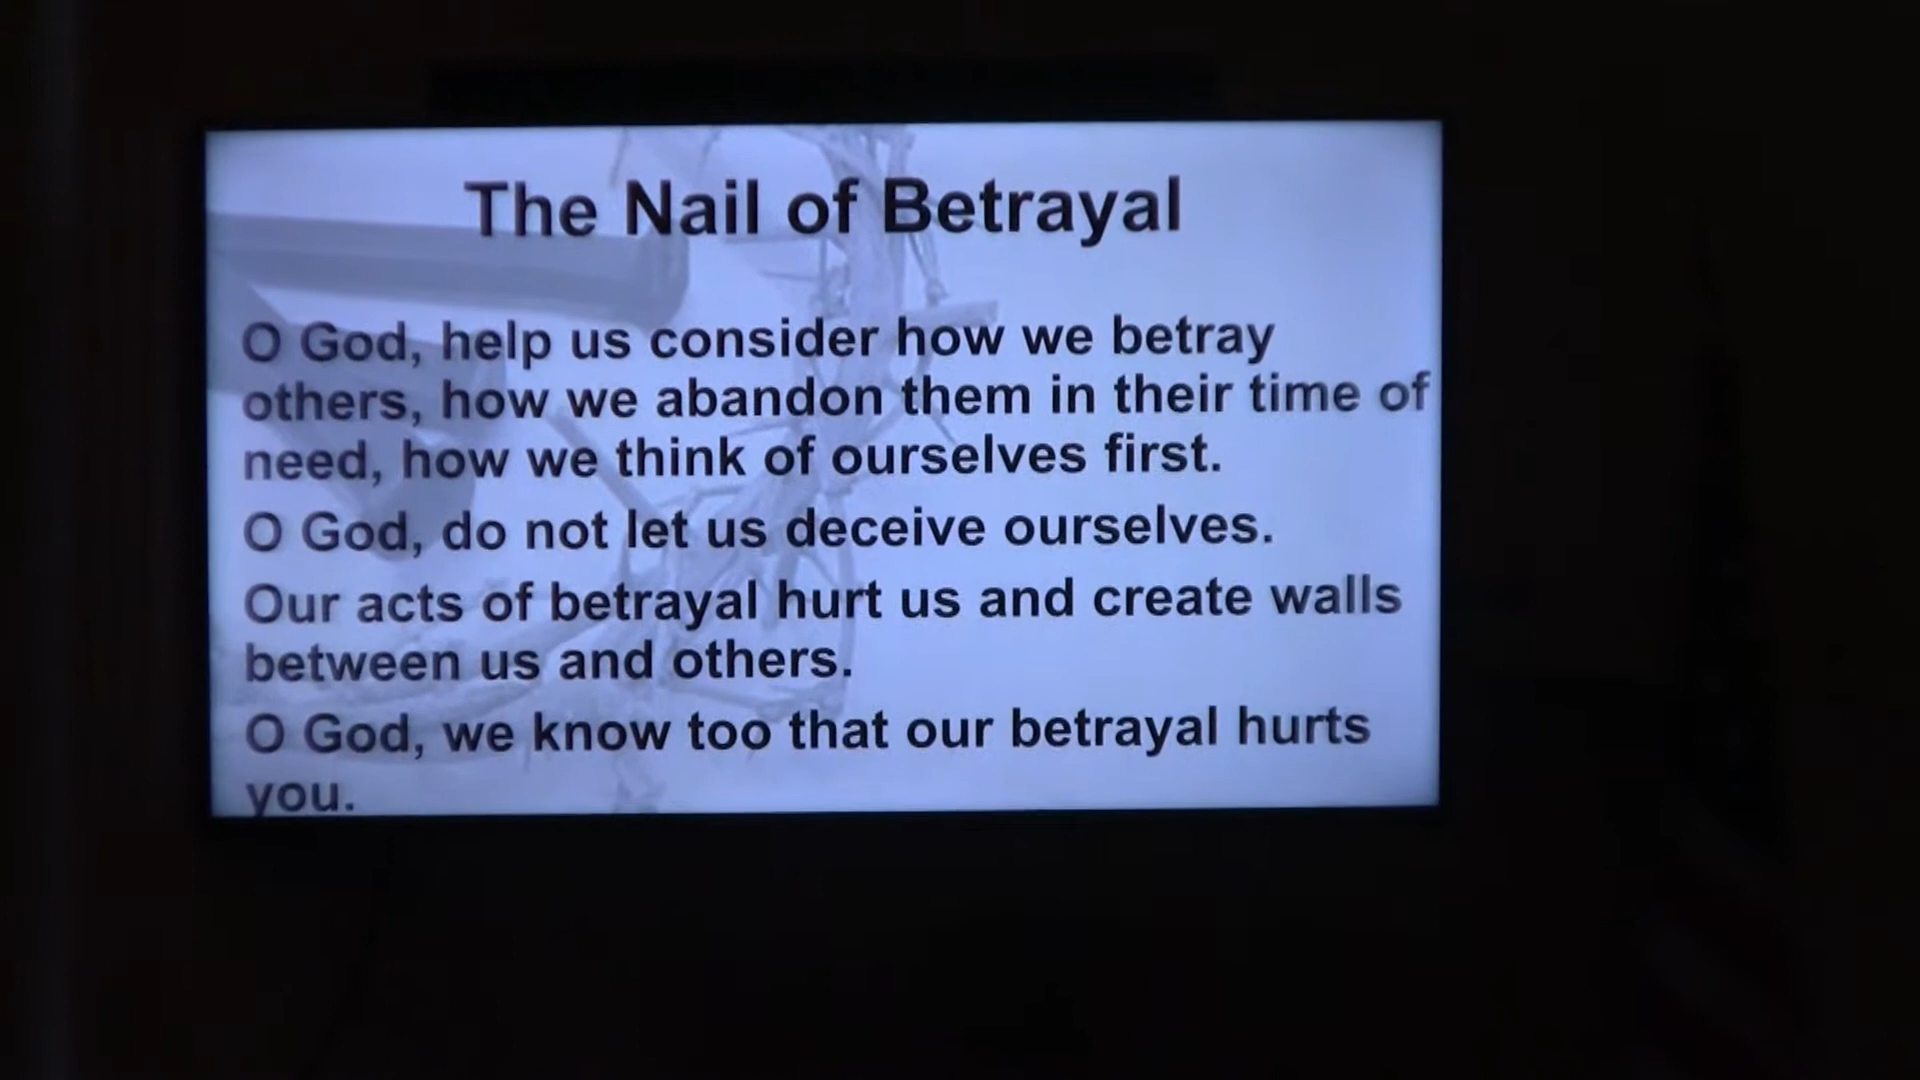 The Nail of Betrayal
O God, help us consider how we betray
others, how we abandon them in their time of
need, how we think of ourselves first.
O God, do not let us deceive ourselves.
Our acts of betrayal hurt us and create walls
between us and others.
O God, we know too that our betrayal hurts
you.